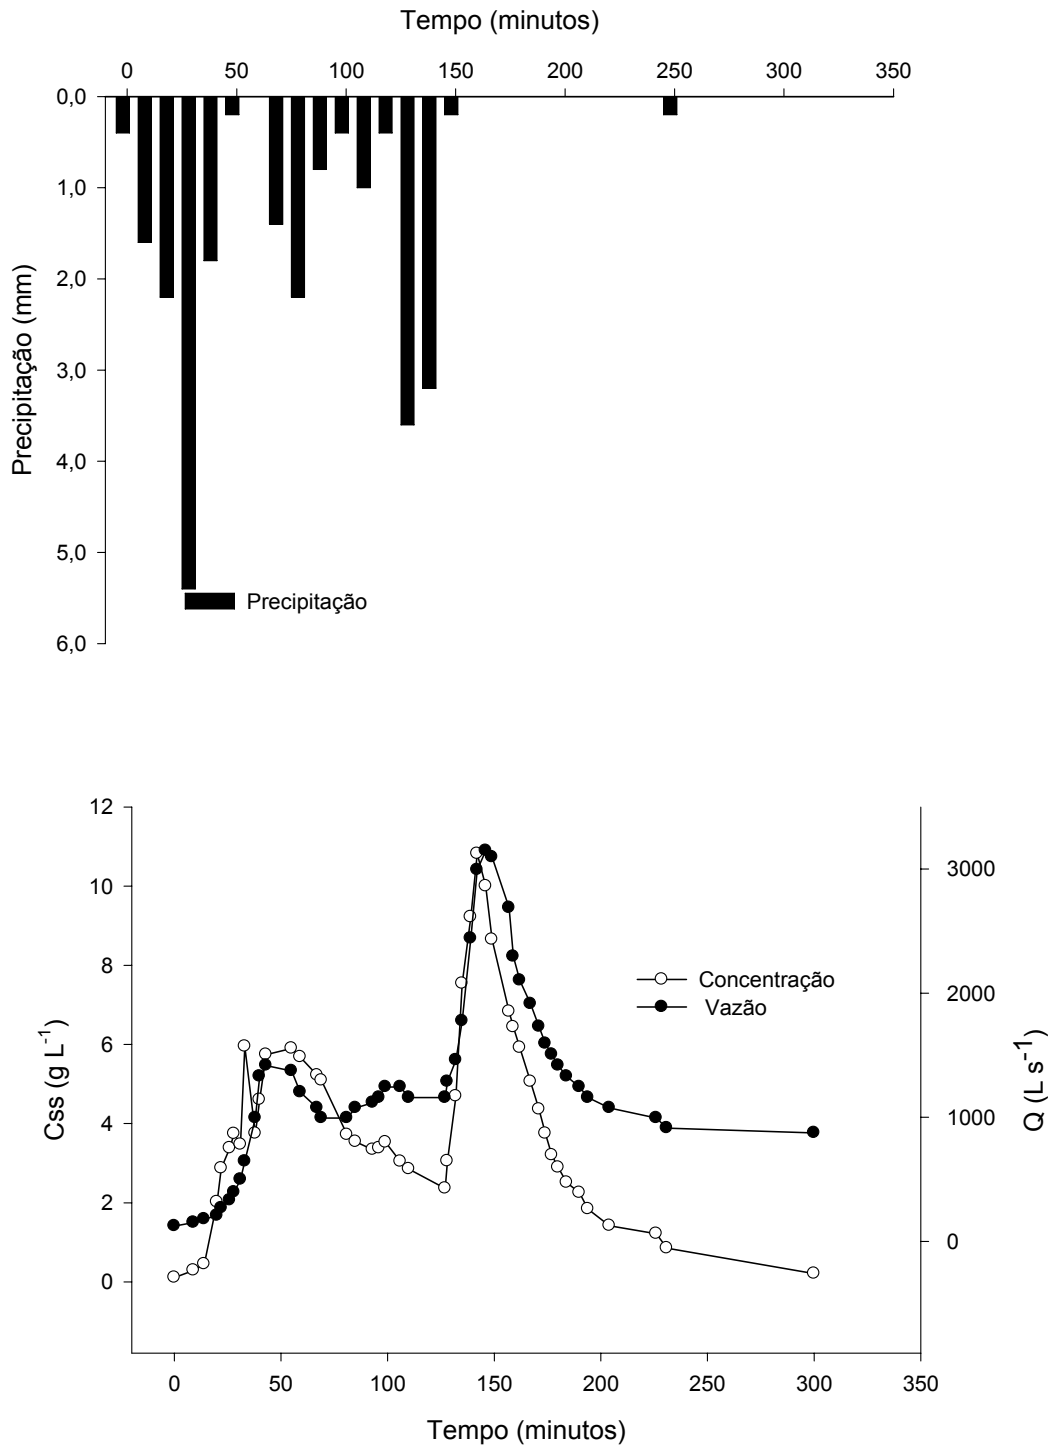 Tempo (minutos)
0 50 100 150 200 250 300 350
0,0
1,0
2,0
3,0
4,0
5,0
6,0
Precipitação (mm)
Precipitação
12
10
8
6
4
2
0
Css (g L-1)
Concentração
Vazão
3000
2000
1000
0
Q (L s-1)
0 50 100 150 200 250 300 350
Tempo (minutos)